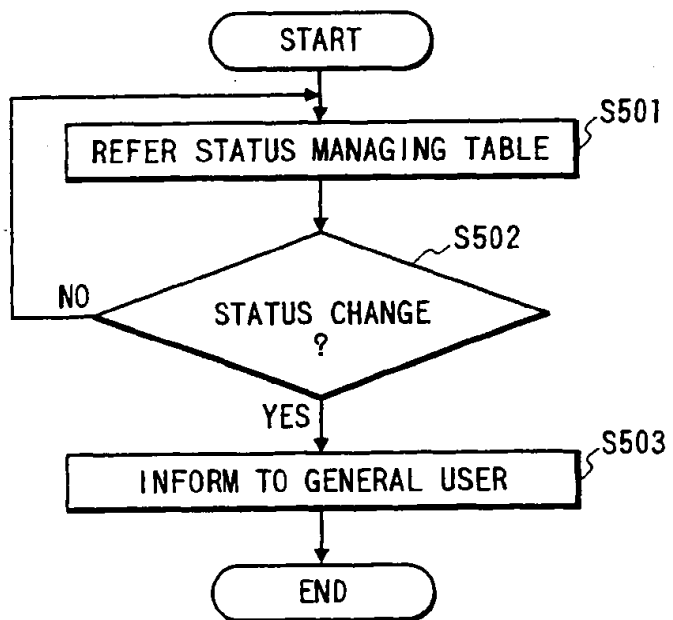 START
S501
REFER STATUS MANAGING TABLE
S502
NO
STATUS CHANGE
?
YES
S503
INFORM TO GENERAL USER
END